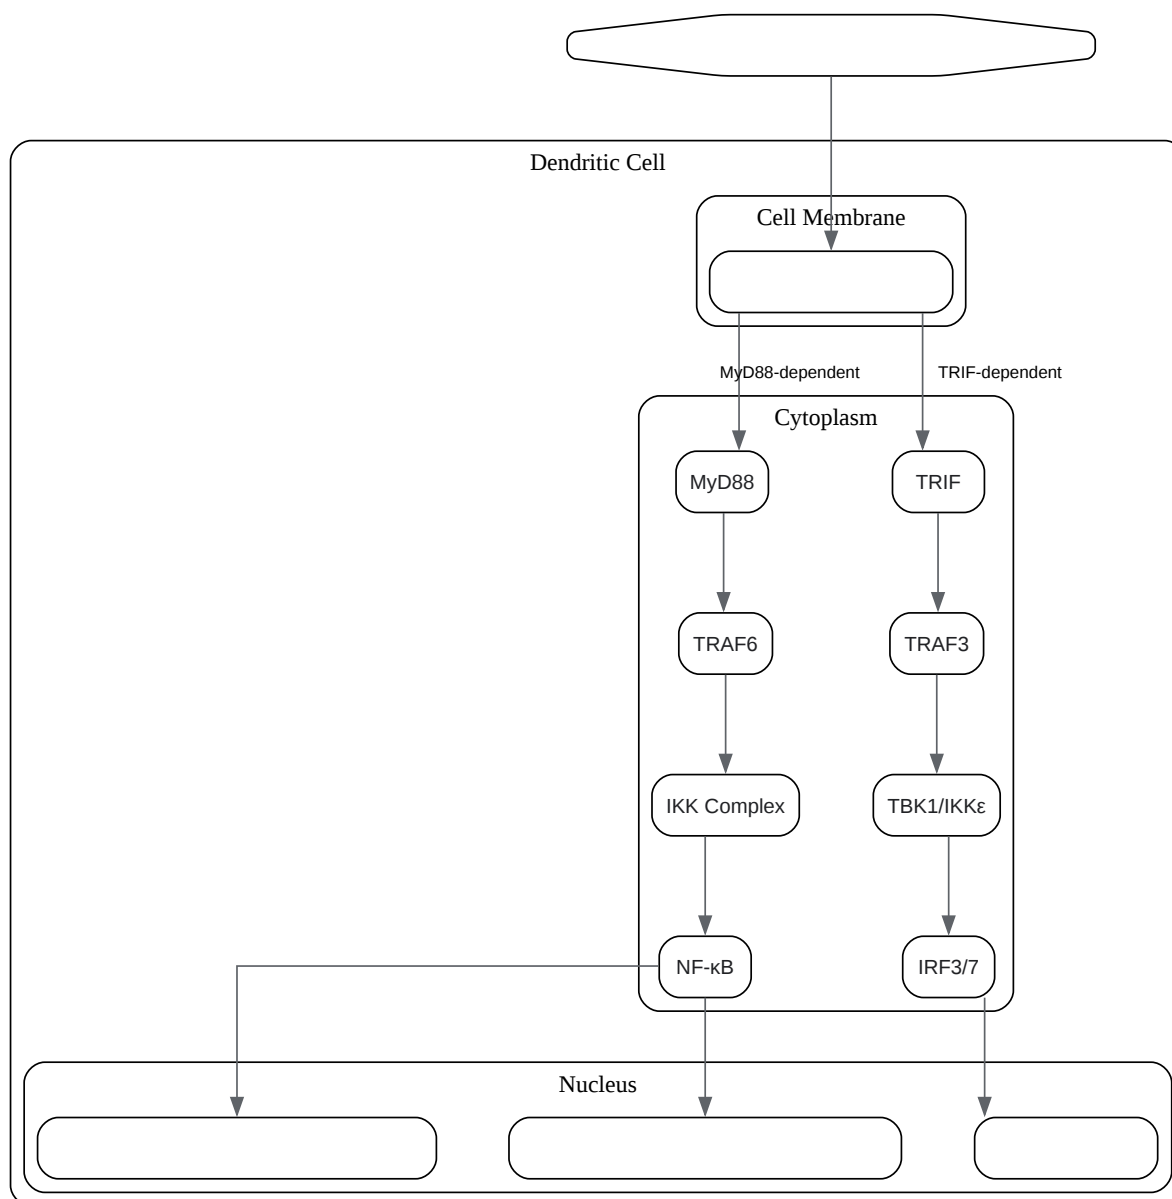 Dendritic Cell
Cell Membrane
MyD88-dependent
TRIF-dependent
Cytoplasm
MyD88
TRIF
TRAF6
TRAF3
IKK Complex
TBK1/IKKε
NF-κB
IRF3/7
Nucleus